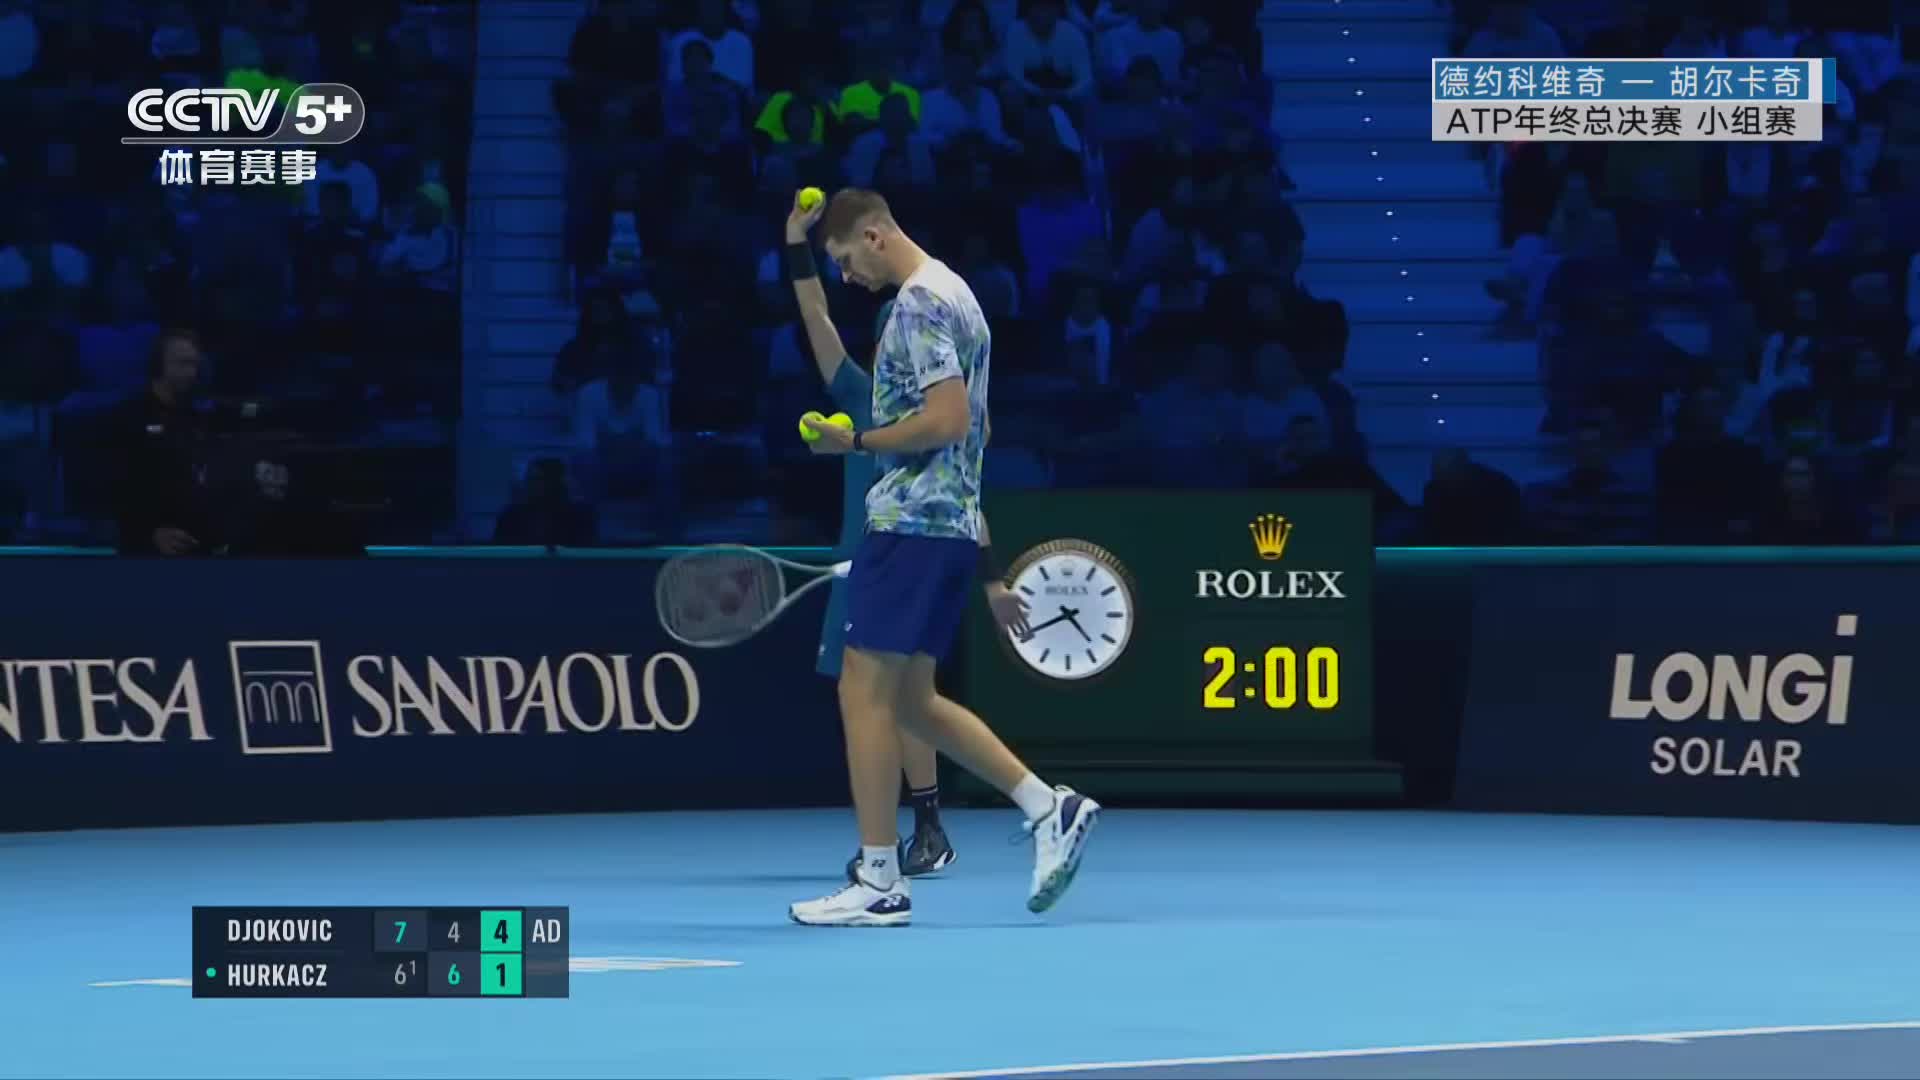 CCTV 5+
体育赛事
德约科维奇 — 胡尔卡奇
ATP年终总决赛 小组赛
ROLEX
ROLEX
2:00
NTESA SANPAOLO
LONGi
SOLAR
DJOKOVIC 7 4 4 AD
HURKACZ 6¹ 6 1